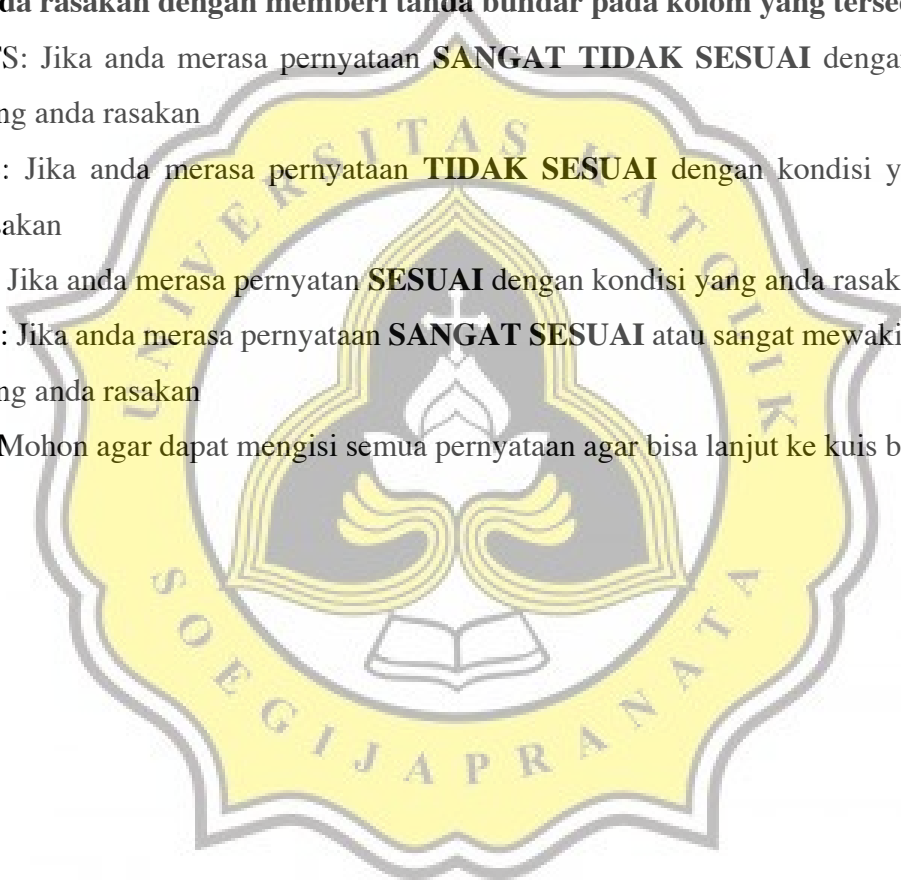 da rasakan dengan memberi tanda bundar pada kolom yang tersed
S: Jika anda merasa pernyataan SANGAT TIDAK SESUAI dengan
ng anda rasakan
: Jika anda merasa pernyataan TIDAK SESUAI dengan kondisi y
sakan
Jika anda merasa pernyatan SESUAI dengan kondisi yang anda rasak
: Jika anda merasa pernyataan SANGAT SESUAI atau sangat mewaki
ng anda rasakan
Mohon agar dapat mengisi semua pernyataan agar bisa lanjut ke kuis b
UNIVERSITAS KATOLIK
SOEGIJAPRANATA